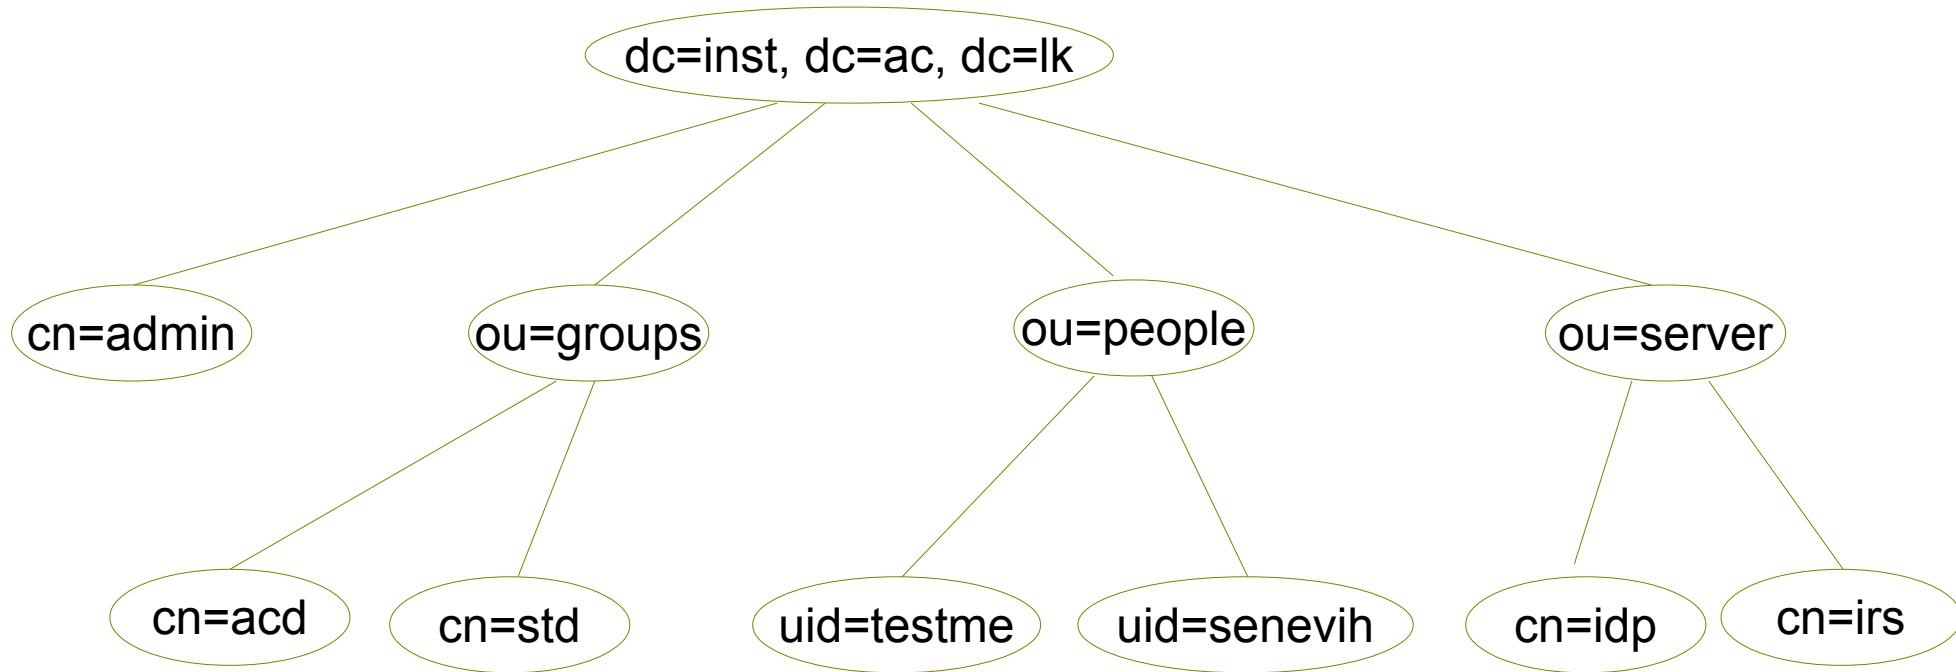 dc=inst, dc=ac, dc=lk
cn=admin
ou=groups
ou=people
ou=server
cn=acd
cn=std
uid=testme
uid=senevih
cn=idp
cn=irs